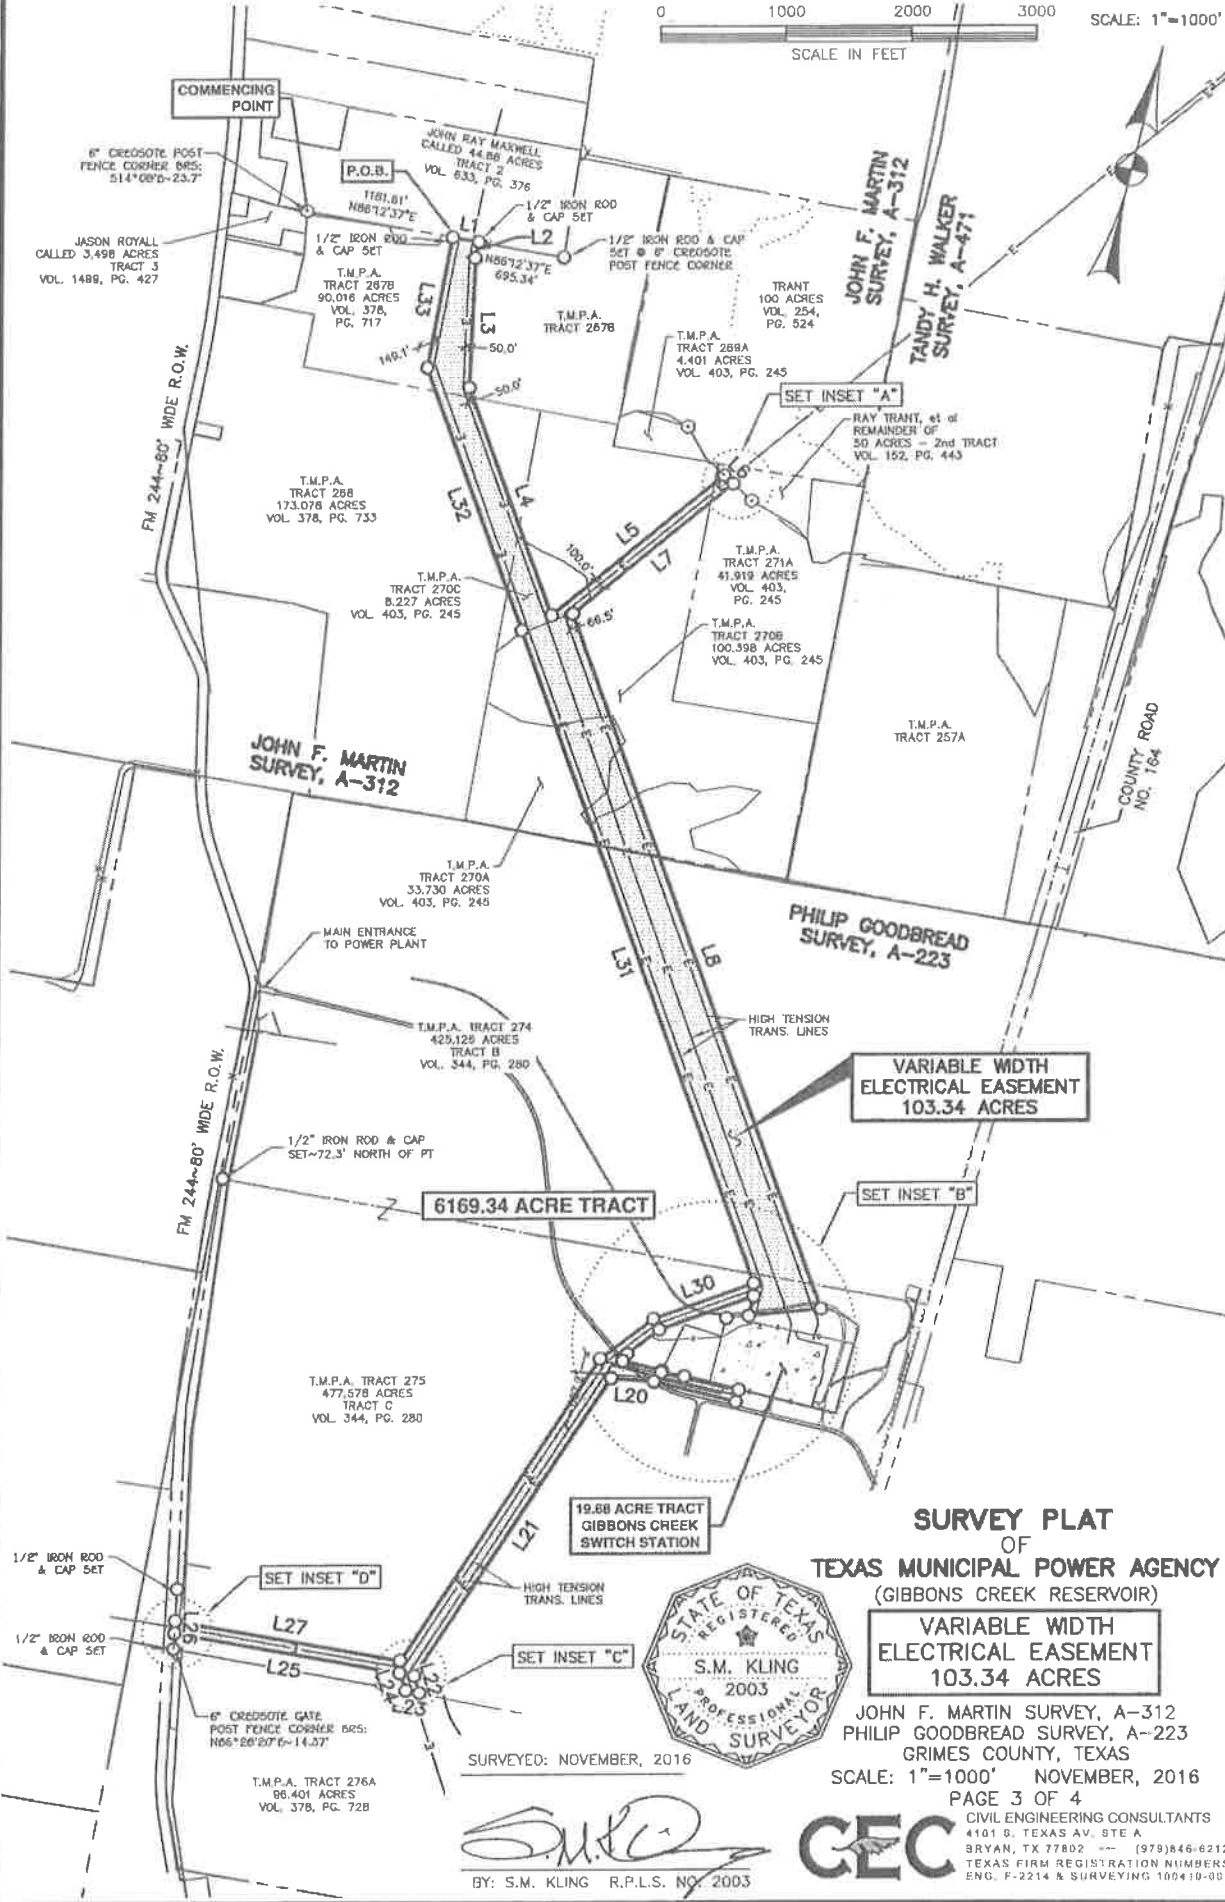 0 1000 2000 3000
SCALE: 1"=1000'
SCALE IN FEET
COMMENCING
POINT
6" CREOSOTE POST
FENCE CORNER BRS:
23.7'
JOHN RAY MAXWELL
CALLED 44.88 ACRES
TRACT 2
VOL. 633, PG. 376
P.O.B.
1181.61'
N86°12'37"E
1/2" IRON ROD
& CAP SET
L1
L2
1/2" IRON ROD
& CAP SET
1/2" IRON ROD & CAP
SET @ 6" CREOSOTE
POST FENCE CORNER
N86°12'37"E
695.34'
JASON ROYALL
CALLED 3.498 ACRES
TRACT 3
VOL. 1489, PG. 427
T.M.P.A.
TRACT 267B
90.016 ACRES
VOL. 378,
PG. 717
L33
L3
149.1'
50.0'
50.0'
T.M.P.A.
TRACT 267B
TRANT
100 ACRES
VOL. 254,
PG. 524
JOHN F. MARTIN
SURVEY, A-312
TANDY H. WALKER
SURVEY, A-471
T.M.P.A.
TRACT 269A
4.401 ACRES
VOL. 403, PG. 245
SET INSET "A"
RAY TRANT, et al
REMAINDER OF
50 ACRES - 2nd TRACT
VOL. 152, PG. 443
L6
FM 244~80' WIDE R.O.W.
T.M.P.A.
TRACT 268
173.078 ACRES
VOL. 378, PG. 733
L32
L4
L5
L7
100.0'
66.5'
T.M.P.A.
TRACT 270C
8.227 ACRES
VOL. 403, PG. 245
T.M.P.A.
TRACT 271A
41.919 ACRES
VOL. 403,
PG. 245
T.M.P.A.
TRACT 270B
100.398 ACRES
VOL. 403, PG. 245
T.M.P.A.
TRACT 257A
COUNTY ROAD
NO. 164
JOHN F. MARTIN
SURVEY, A-312
T.M.P.A.
TRACT 270A
33.730 ACRES
VOL. 403, PG. 245
PHILIP GOODBREAD
SURVEY, A-223
MAIN ENTRANCE
TO POWER PLANT
L31
L8
HIGH TENSION
TRANS. LINES
T.M.P.A. TRACT 274
425.126 ACRES
TRACT B
VOL. 344, PG. 280
VARIABLE WIDTH
ELECTRICAL EASEMENT
103.34 ACRES
FM 244~80' WIDE R.O.W.
1/2" IRON ROD & CAP
SET~72.3' NORTH OF PT
6169.34 ACRE TRACT
SET INSET "B"
L30
L20
T.M.P.A. TRACT 275
477.578 ACRES
TRACT C
VOL. 344, PG. 280
19.68 ACRE TRACT
GIBBONS CREEK
SWITCH STATION
L21
HIGH TENSION
TRANS. LINES
1/2" IRON ROD
& CAP SET
SET INSET "D"
1/2" IRON ROD
& CAP SET
L26
L27
L25
SET INSET "C"
L22
L24
L23
6" CREOSOTE GATE
POST FENCE CORNER BRS:
N66°26'20"E~14.37'
T.M.P.A. TRACT 276A
96.401 ACRES
VOL. 378, PG. 728
STATE OF TEXAS
REGISTERED
S.M. KLING
2003
PROFESSIONAL
LAND SURVEYOR
SURVEYED: NOVEMBER, 2016
BY: S.M. KLING R.P.L.S. NO. 2003
SURVEY PLAT
OF
TEXAS MUNICIPAL POWER AGENCY
(GIBBONS CREEK RESERVOIR)
VARIABLE WIDTH
ELECTRICAL EASEMENT
103.34 ACRES
JOHN F. MARTIN SURVEY, A-312
PHILIP GOODBREAD SURVEY, A-223
GRIMES COUNTY, TEXAS
SCALE: 1"=1000' NOVEMBER, 2016
PAGE 3 OF 4
CEC
CIVIL ENGINEERING CONSULTANTS
4101 S. TEXAS AV. STE A
BRYAN, TX 77802 --- (979)846-6212
TEXAS FIRM REGISTRATION NUMBERS
ENG. F-2214 & SURVEYING 100410-00